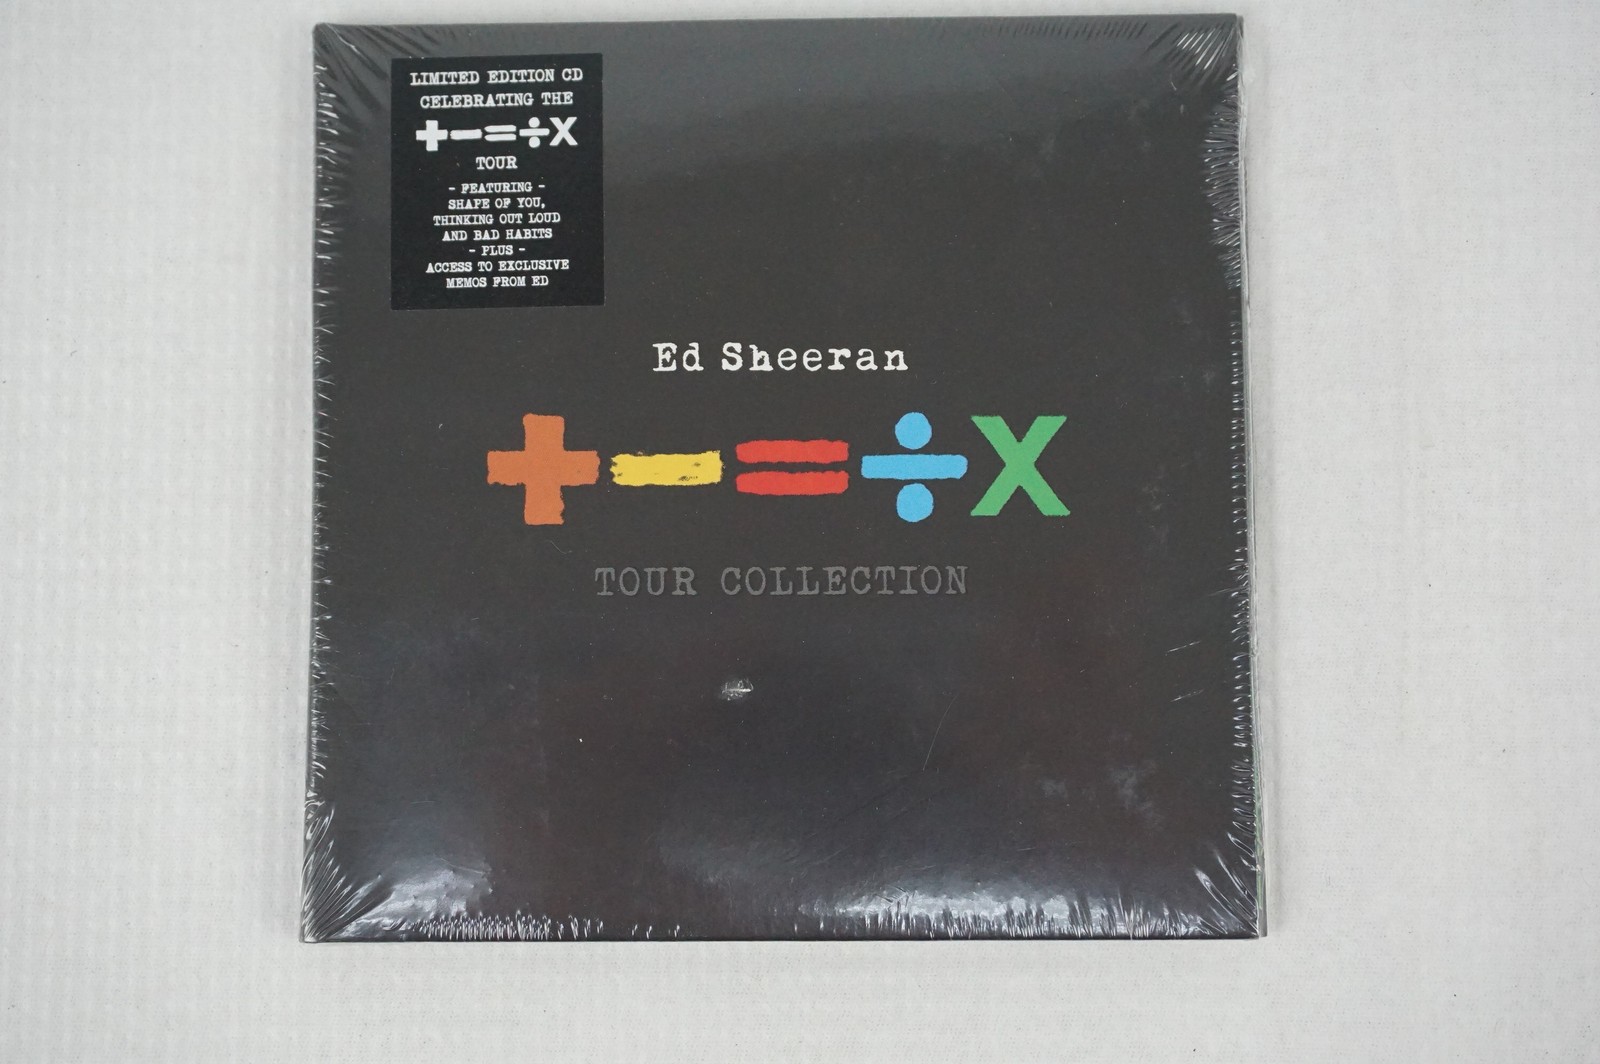 LIMITED EDITION CD
CELEBRATING THE
+-=÷X
TOUR
- FEATURING -
SHAPE OF YOU,
THINKING OUT LOUD
AND BAD HABITS
- PLUS -
ACCESS TO EXCLUSIVE
MEMOS FROM ED
Ed Sheeran
+-=÷X
TOUR COLLECTION